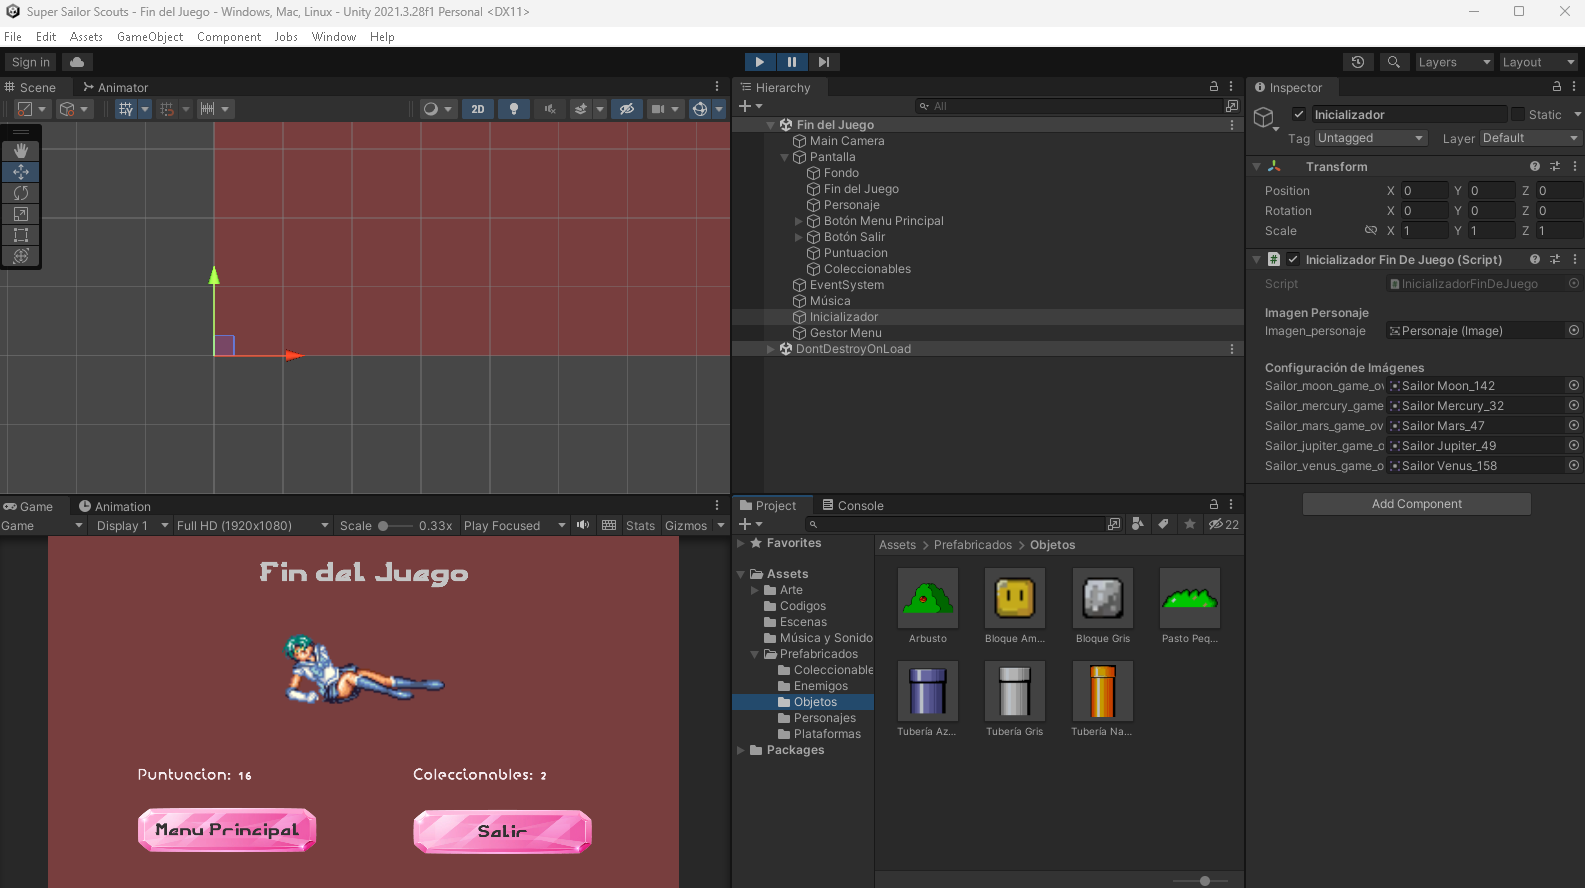 Super Sailor Scouts - Fin del Juego - Windows, Mac, Linux - Unity 2021.3.28f1 Personal <DX11>
File Edit Assets GameObject Component Jobs Window Help
Sign in
Layers Layout
Scene Animator
2D
Hierarchy
All
Fin del Juego
Main Camera
Pantalla
Fondo
Fin del Juego
Personaje
Botón Menu Principal
Botón Salir
Puntuacion
Coleccionables
EventSystem
Música
Inicializador
Gestor Menu
DontDestroyOnLoad
Inspector
Inicializador Static
Tag Untagged Layer Default
Transform
Position X 0 Y 0 Z 0
Rotation X 0 Y 0 Z 0
Scale X 1 Y 1 Z 1
# Inicializador Fin De Juego (Script)
Script InicializadorFinDeJuego
Imagen Personaje
Imagen_personaje Personaje (Image)
Configuración de Imágenes
Sailor_moon_game_ov Sailor Moon_142
Sailor_mercury_game Sailor Mercury_32
Sailor_mars_game_ov Sailor Mars_47
Sailor_jupiter_game_o Sailor Jupiter_49
Sailor_venus_game_o Sailor Venus_158
Add Component
Game Animation
Game Display 1 Full HD (1920x1080) Scale 0.33x Play Focused Stats Gizmos
Fin del Juego
Puntuacion: 16 Coleccionables: 2
Menu Principal Salir
Project Console
22
Favorites
Assets
Arte
Codigos
Escenas
Música y Sonido
Prefabricados
Coleccionable
Enemigos
Objetos
Personajes
Plataformas
Packages
Assets > Prefabricados > Objetos
Arbusto Bloque Am... Bloque Gris Pasto Peq...
Tubería Az... Tubería Gris Tubería Na...